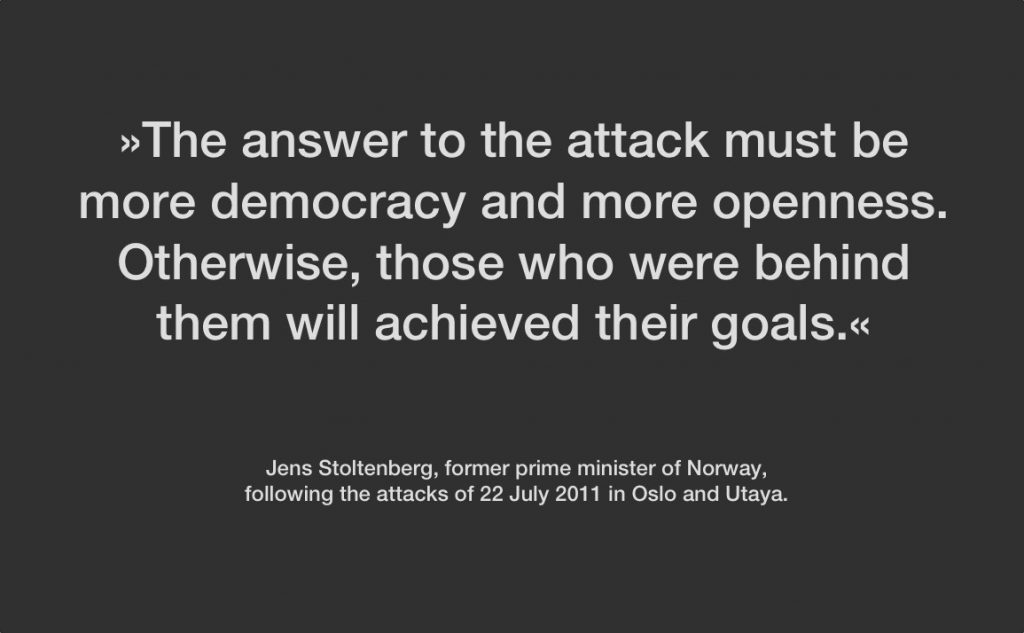 »The answer to the attack must be
more democracy and more openness.
Otherwise, those who were behind
them will achieved their goals.«
Jens Stoltenberg, former prime minister of Norway,
following the attacks of 22 July 2011 in Oslo and Utaya.